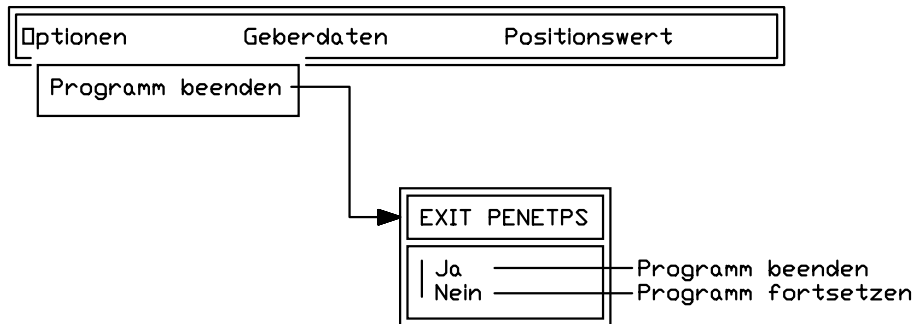 Optionen Geberdaten Positionswert
Programm beenden
EXIT PENETPS
Ja Programm beenden
Nein Programm fortsetzen